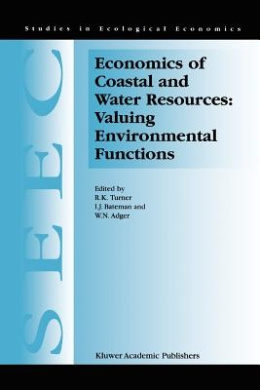 Studies in Ecological Economics
SEEC
Economics of
Coastal and
Water Resources:
Valuing
Environmental
Functions
Edited by
R.K. Turner
I.J. Bateman and
W.N. Adger
Kluwer Academic Publishers